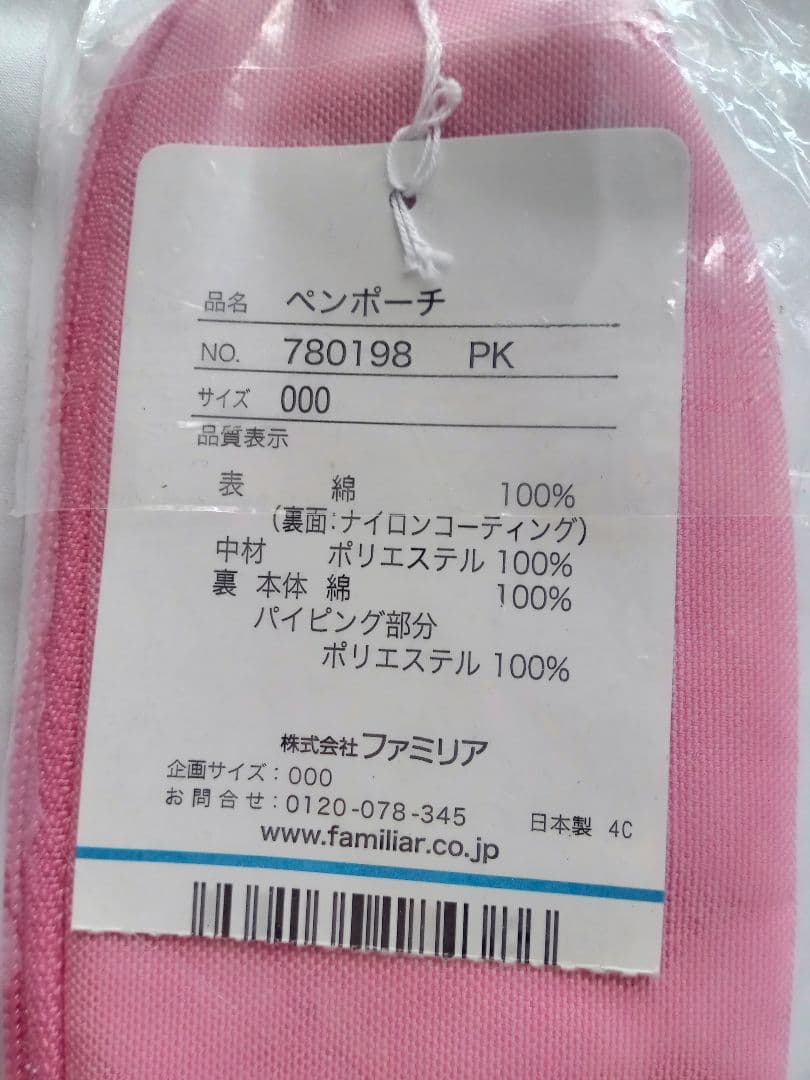 品名 ペンポーチ
NO. 780198 PK
サイズ 000
品質表示
表 綿 100%
(裏面:ナイロンコーティング)
中材 ポリエステル 100%
裏 本体 綿 100%
パイピング部分
ポリエステル 100%
株式会社ファミリア
企画サイズ:000
お問合せ:0120-078-345
日本製 4C
www.familiar.co.jp